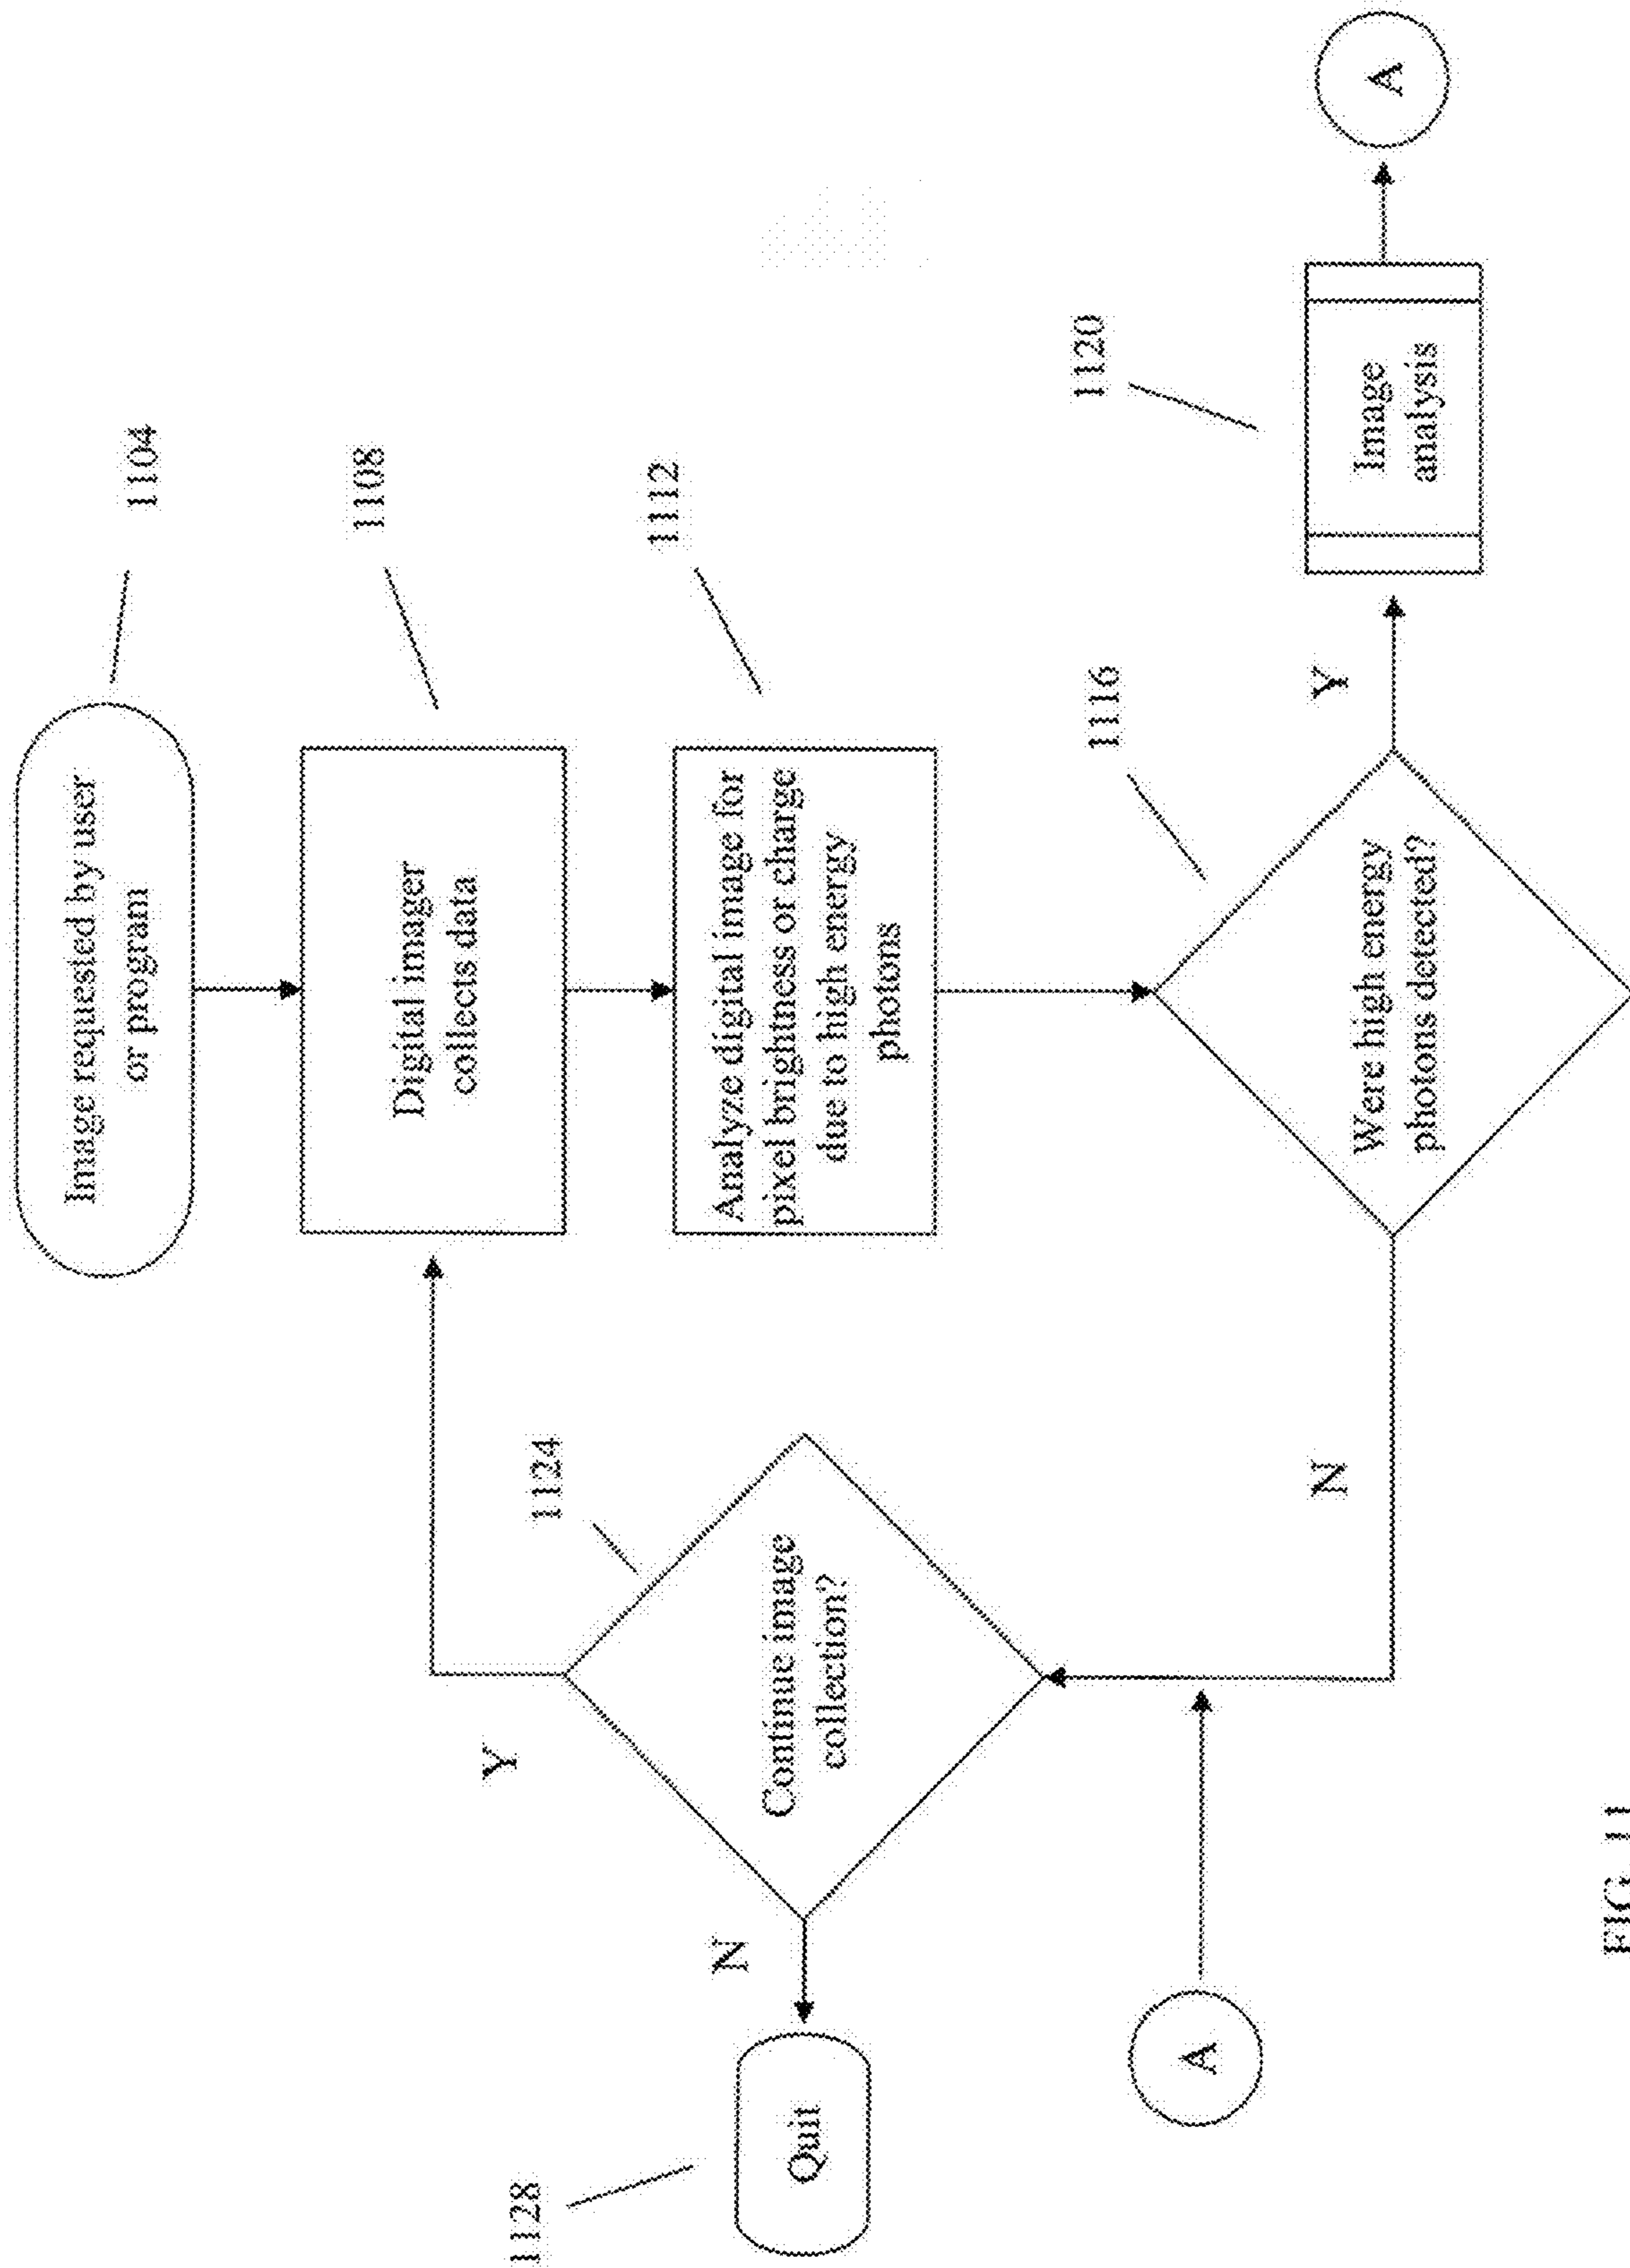 Image requested by user
or program
1104
Digital imager
collects data
1108
Analyze digital image for
pixel brightness or charge
due to high energy
photons
1112
Were high energy
photons detected?
1116
Y
N
Image
analysis
1120
A
Continue image
collection?
1124
Y
N
Quit
1128
A
FIG. 11